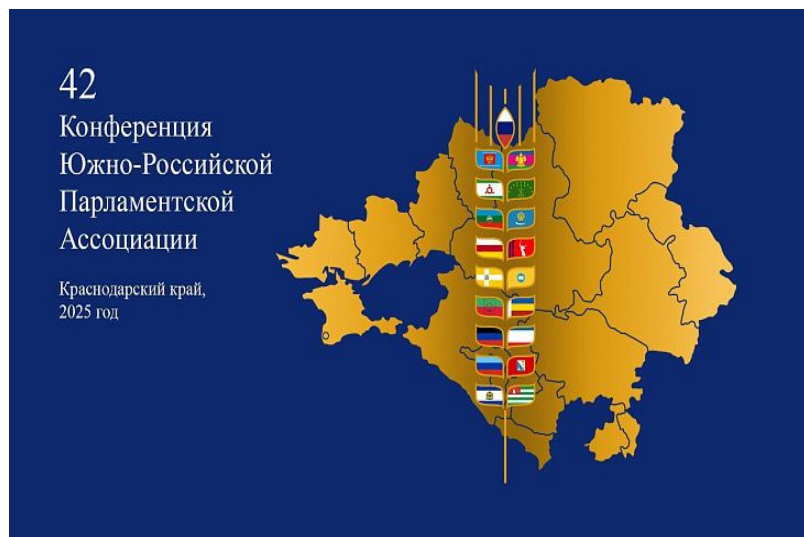 42
Конференция
Южно-Российской
Парламентской
Ассоциации
Краснодарский край,
2025 год